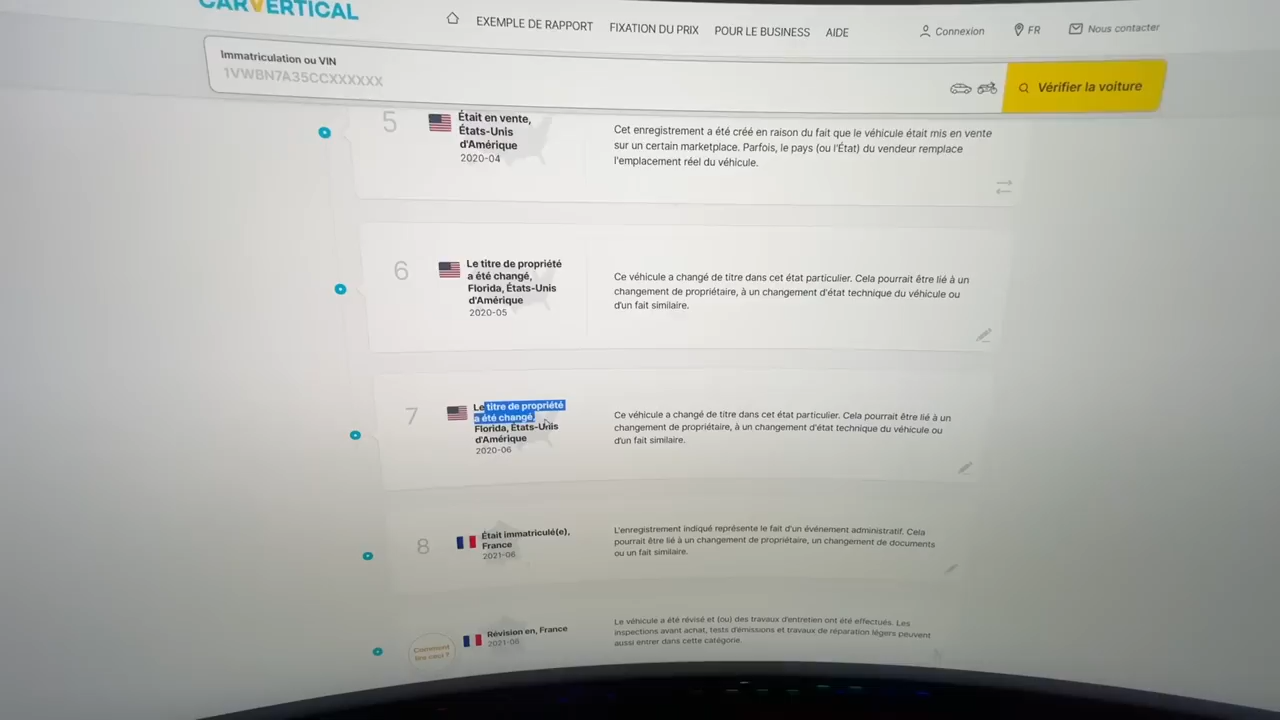 CARVERTICAL
EXEMPLE DE RAPPORT
FIXATION DU PRIX
POUR LE BUSINESS
AIDE
Connexion
FR
Nous contacter
Immatriculation ou VIN
1VWBN7A35CCXXXXXX
Vérifier la voiture
5
Était en vente,
États-Unis
d'Amérique
2020-04
Cet enregistrement a été créé en raison du fait que le véhicule était mis en vente
sur un certain marketplace. Parfois, le pays (ou l'État) du vendeur remplace
l'emplacement réel du véhicule.
6
Le titre de propriété
a été changé,
Florida, États-Unis
d'Amérique
2020-05
Ce véhicule a changé de titre dans cet état particulier. Cela pourrait être lié à un
changement de propriétaire, à un changement d'état technique du véhicule ou
d'un fait similaire.
7
Le titre de propriété
a été changé,
Florida, États-Unis
d'Amérique
2020-06
Ce véhicule a changé de titre dans cet état particulier. Cela pourrait être lié à un
changement de propriétaire, à un changement d'état technique du véhicule ou
d'un fait similaire.
8
Était immatriculé(e),
France
2021-06
L'enregistrement indiqué représente le fait d'un événement administratif. Cela
pourrait être lié à un changement de propriétaire, un changement de documents
ou un fait similaire.
Comment
lire ceci ?
Révision en, France
2021-08
Le véhicule a été révisé et (ou) des travaux d'entretien ont été effectués. Les
inspections avant achat, tests d'émissions et travaux de réparation légers peuvent
aussi entrer dans cette catégorie.